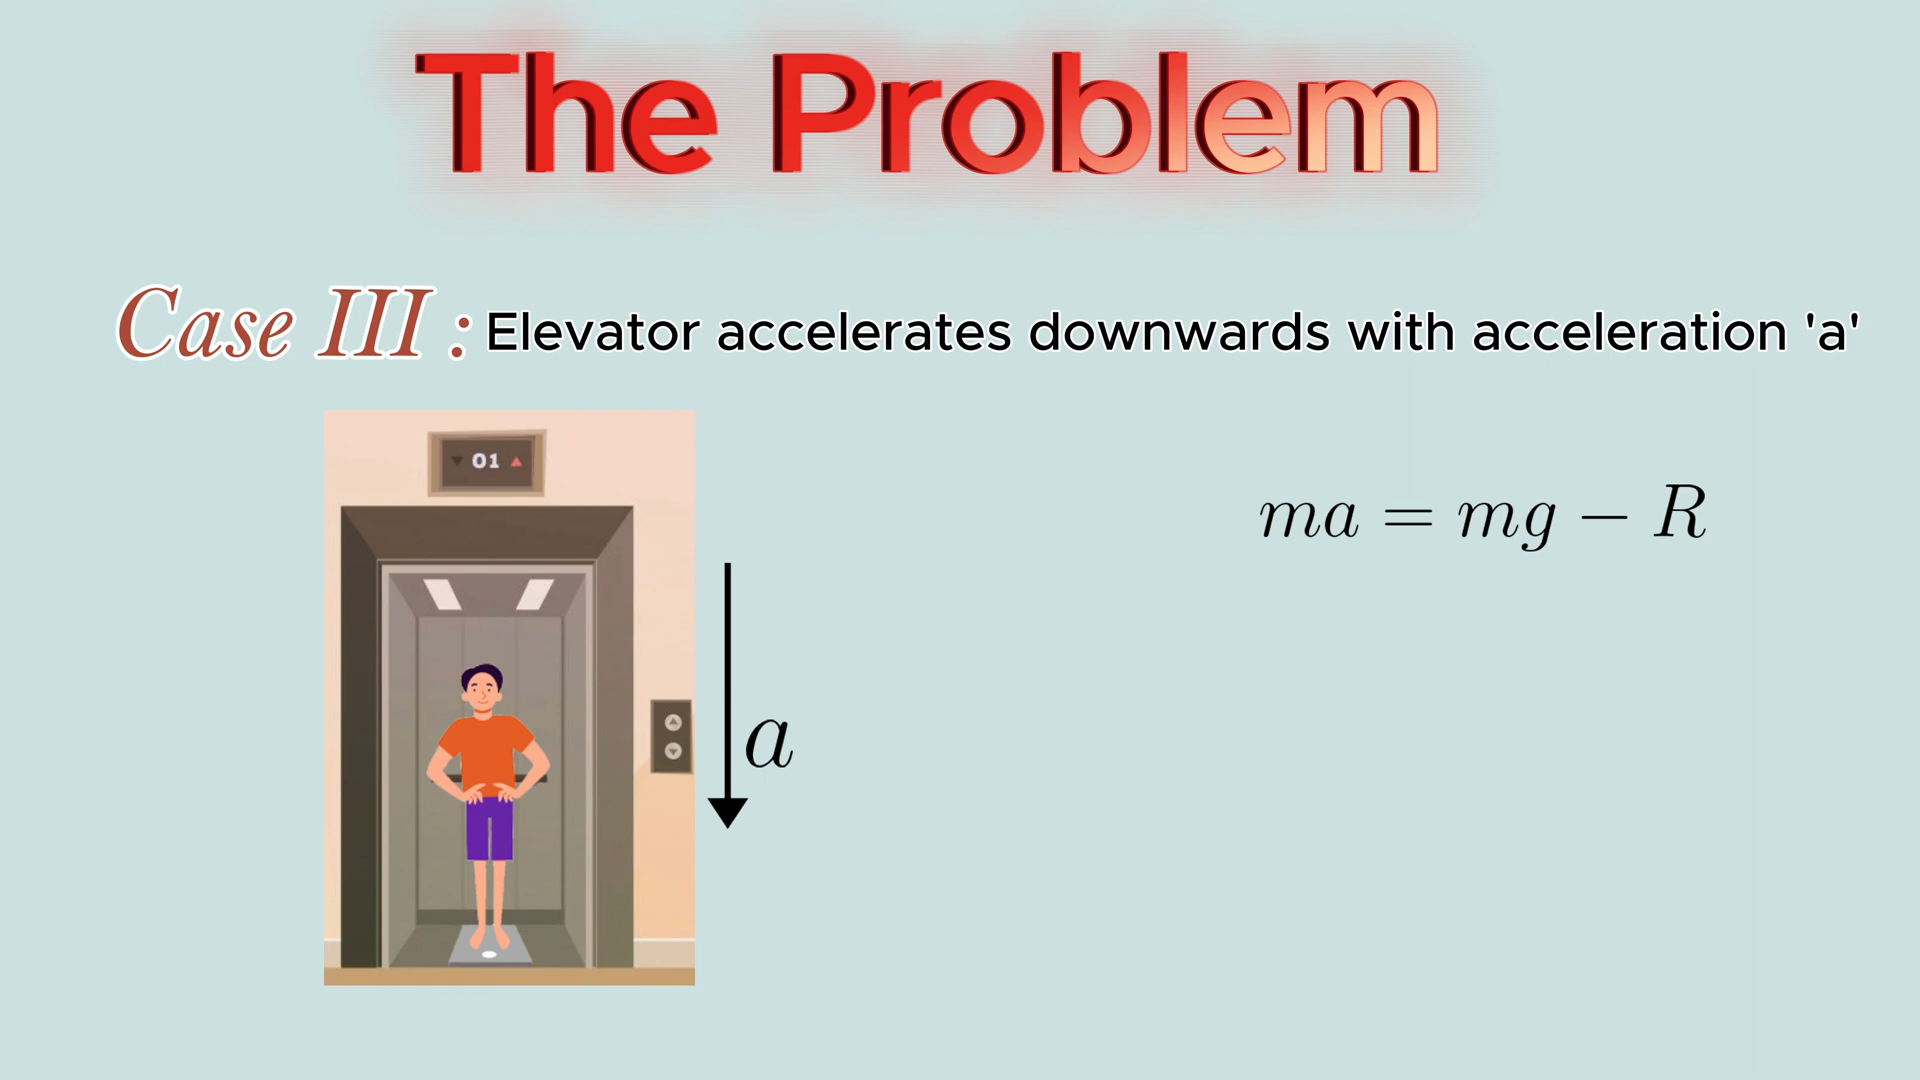 The Problem
Case III : Elevator accelerates downwards with acceleration 'a'
▼ 01 ▲
ma = mg − R
a